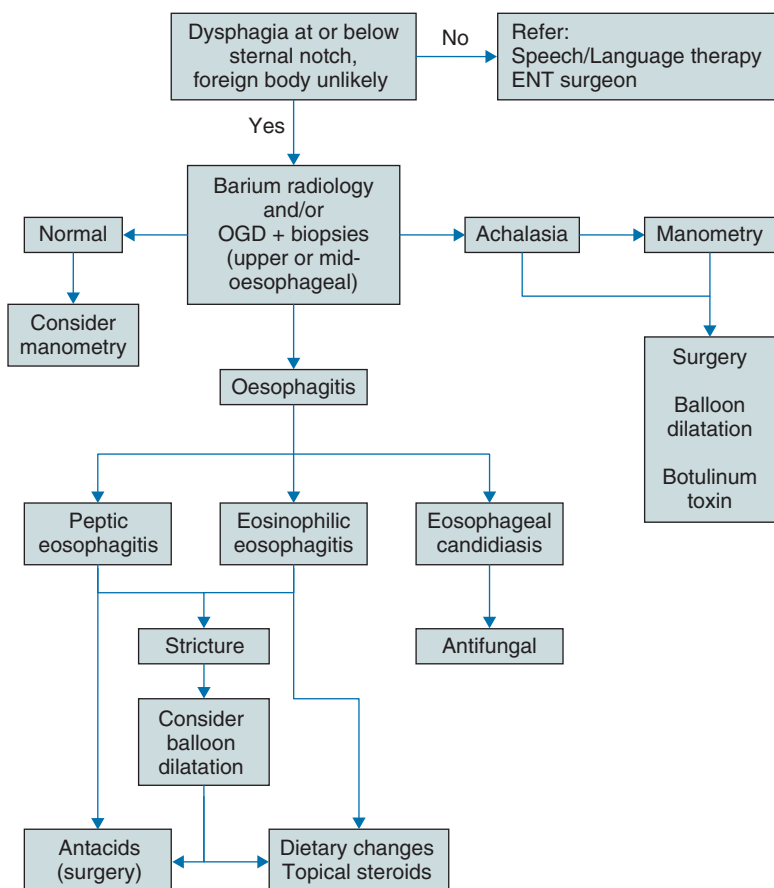 Dysphagia at or below
sternal notch,
foreign body unlikely
No
Refer:
Speech/Language therapy
ENT surgeon
Yes
Barium radiology
and/or
OGD + biopsies
(upper or mid-
oesophageal)
Normal
Achalasia
Manometry
Consider
manometry
Surgery
Balloon
dilatation
Botulinum
toxin
Oesophagitis
Peptic
eosophagitis
Eosinophilic
eosophagitis
Eosophageal
candidiasis
Stricture
Antifungal
Consider
balloon
dilatation
Antacids
(surgery)
Dietary changes
Topical steroids